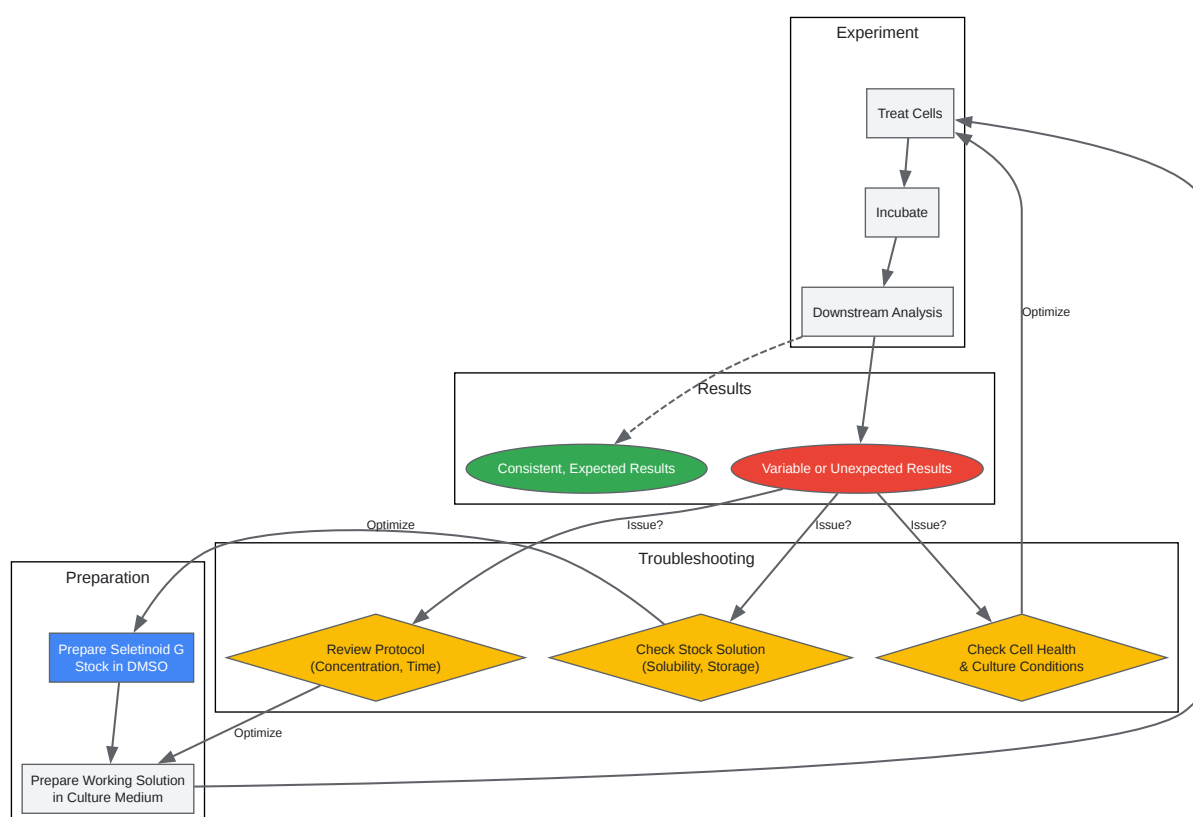 Experiment
Treat Cells
Incubate
Downstream Analysis
Optimize
Results
Consistent, Expected Results
Variable or Unexpected Results
Optimize
Issue?
Issue?
Issue?
Troubleshooting
Preparation
Prepare Seletinoid G
Stock in DMSO
Review Protocol
(Concentration, Time)
Check Stock Solution
(Solubility, Storage)
Check Cell Health
& Culture Conditions
Optimize
Prepare Working Solution
in Culture Medium